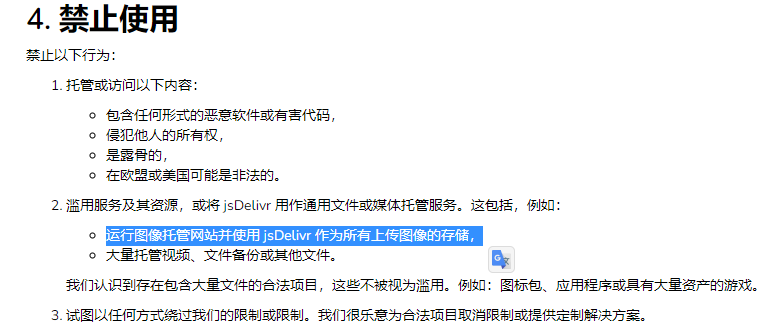 4. 禁止使用
禁止以下行为：
1. 托管或访问以下内容：
包含任何形式的恶意软件或有害代码，
侵犯他人的所有权，
是露骨的，
在欧盟或美国可能是非法的。
2. 滥用服务及其资源，或将 jsDelivr 用作通用文件或媒体托管服务。这包括，例如：
运行图像托管网站并使用 jsDelivr 作为所有上传图像的存储，
大量托管视频、文件备份或其他文件。
我们认识到存在包含大量文件的合法项目，这些不被视为滥用。例如：图标包、应用程序或具有大量资产的游戏。
3. 试图以任何方式绕过我们的限制或限制。我们很乐意为合法项目取消限制或提供定制解决方案。